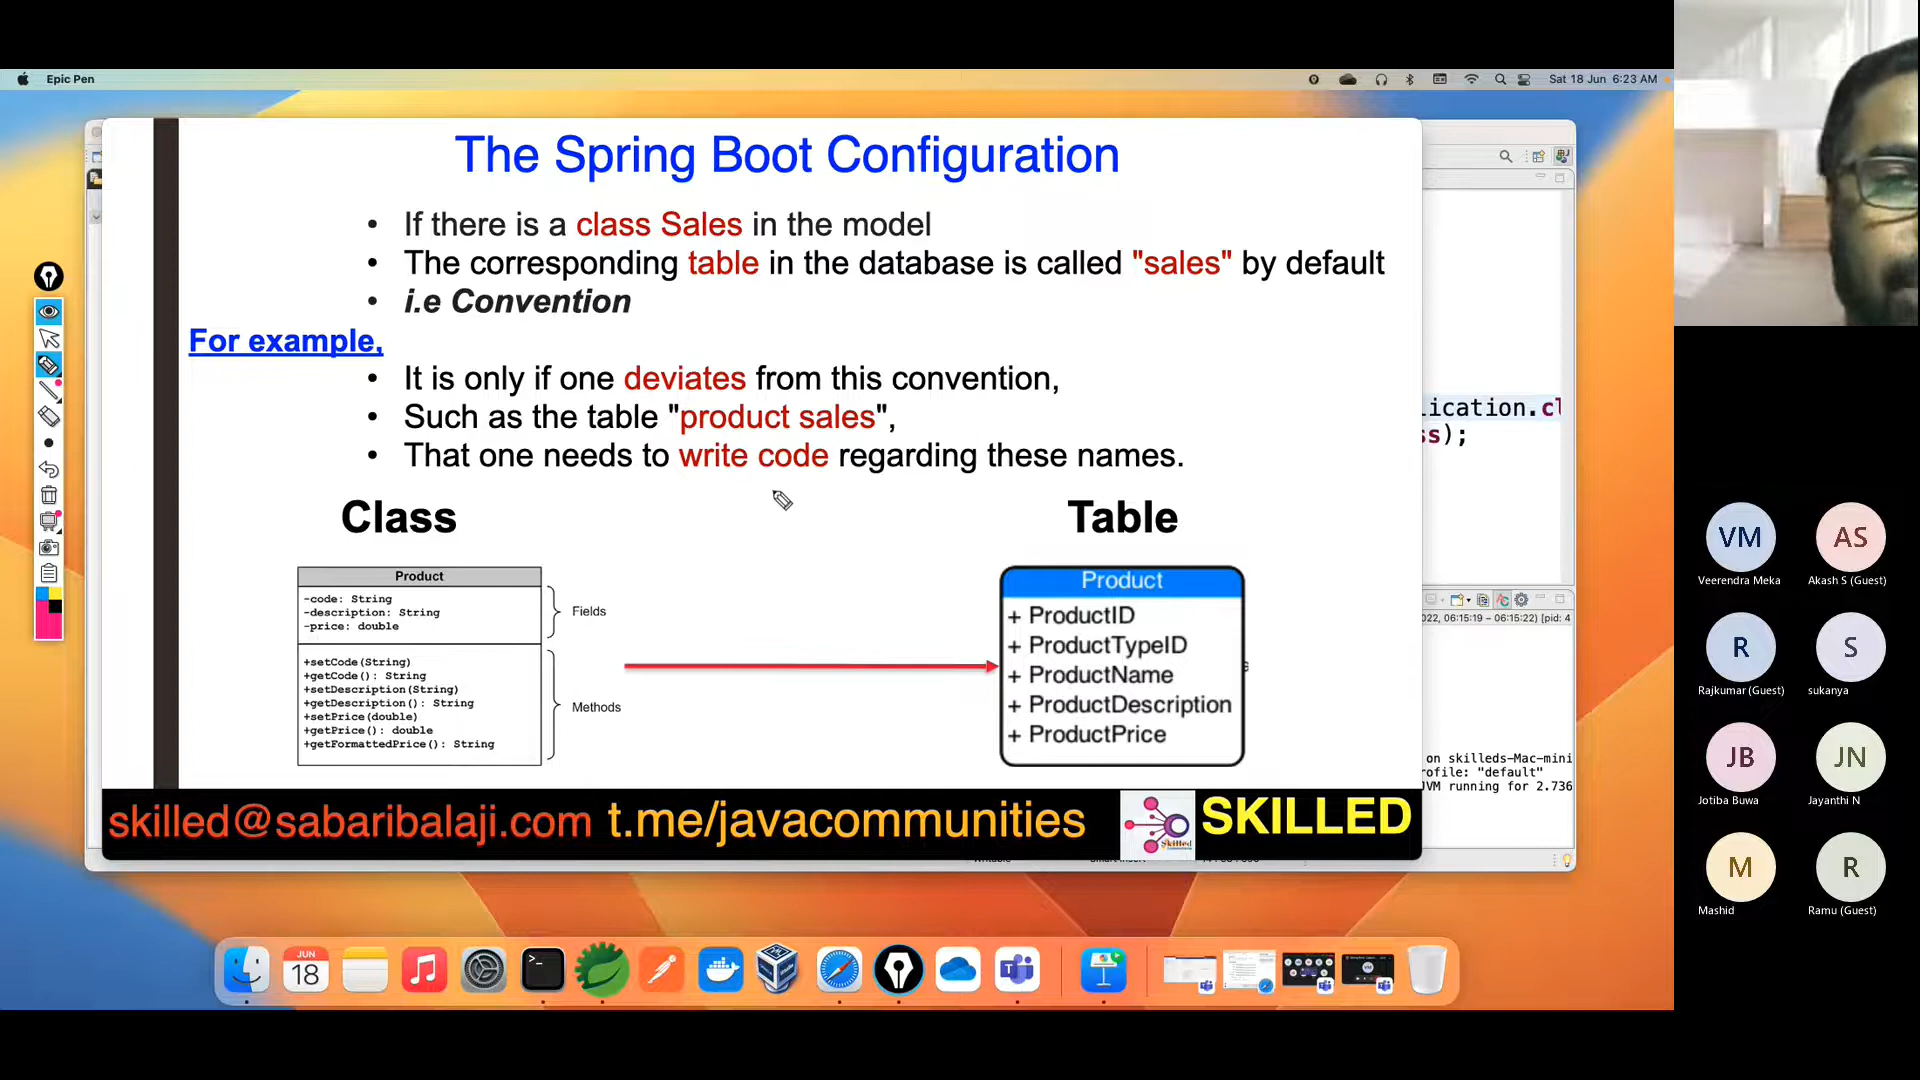 Epic Pen
Sat 18 Jun 6:23 AM
The Spring Boot Configuration
• If there is a class Sales in the model
• The corresponding table in the database is called "sales" by default
• i.e Convention
For example,
• It is only if one deviates from this convention,
• Such as the table "product sales",
• That one needs to write code regarding these names.
Class
Table
Product
-code: String
-description: String
-price: double
Fields
+setCode(String)
+getCode(): String
+setDescription(String)
+getDescription(): String
+setPrice(double)
+getPrice(): double
+getFormattedPrice(): String
Methods
Product
+ ProductID
+ ProductTypeID
+ ProductName
+ ProductDescription
+ ProductPrice
skilled@sabaribalaji.com t.me/javacommunities
Skilled
SKILLED
lication.cl
ss);
022, 06:15:19 – 06:15:22) [pid: 4
on skilleds-Mac-mini
rofile: "default"
JVM running for 2.736
JUN
18
VM
Veerendra Meka
AS
Akash S (Guest)
R
Rajkumar (Guest)
S
sukanya
JB
Jotiba Buwa
JN
Jayanthi N
M
Mashid
R
Ramu (Guest)